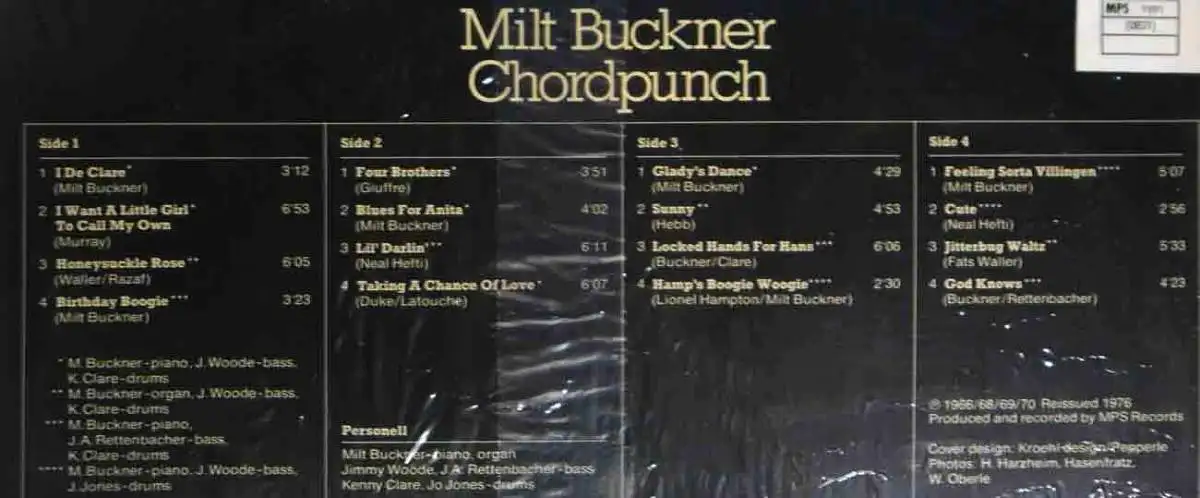 Milt Buckner
Chordpunch
MPS
Side 1
1 I De Clare* 3'12
(Milt Buckner)
2 I Want A Little Girl* 6'53
To Call My Own
(Murray)
3 Honeysuckle Rose** 6'05
(Waller/Razaf)
4 Birthday Boogie*** 3'23
(Milt Buckner)
* M. Buckner-piano, J. Woode-bass,
K. Clare-drums
** M. Buckner-organ, J. Woode-bass,
K. Clare-drums
*** M. Buckner-piano,
J.A. Rettenbacher-bass,
K. Clare-drums
**** M. Buckner-piano, J. Woode-bass,
J. Jones-drums
Side 2
1 Four Brothers* 3'51
(Giuffre)
2 Blues For Anita* 4'02
(Milt Buckner)
3 Lil' Darlin'*** 6'11
(Neal Hefti)
4 Taking A Chance Of Love* 6'07
(Duke/Latouche)
Personell
Milt Buckner-piano, organ
Jimmy Woode, J.A. Rettenbacher-bass
Kenny Clare, Jo Jones-drums
Side 3
1 Glady's Dance* 4'29
(Milt Buckner)
2 Sunny** 4'53
(Hebb)
3 Locked Hands For Hans*** 6'06
(Buckner/Clare)
4 Hamp's Boogie Woogie**** 2'30
(Lionel Hampton/Milt Buckner)
Side 4
1 Feeling Sorta Villingen**** 5'07
(Milt Buckner)
2 Cute**** 2'56
(Neal Hefti)
3 Jitterbug Waltz** 5'33
(Fats Waller)
4 God Knows*** 4'23
(Buckner/Rettenbacher)
℗ 1966/68/69/70 Reissued 1976
Produced and recorded by MPS Records
Cover design: Kroehl-design/Pepperle
Photos: H. Harzheim, Hasenfratz,
W. Oberle